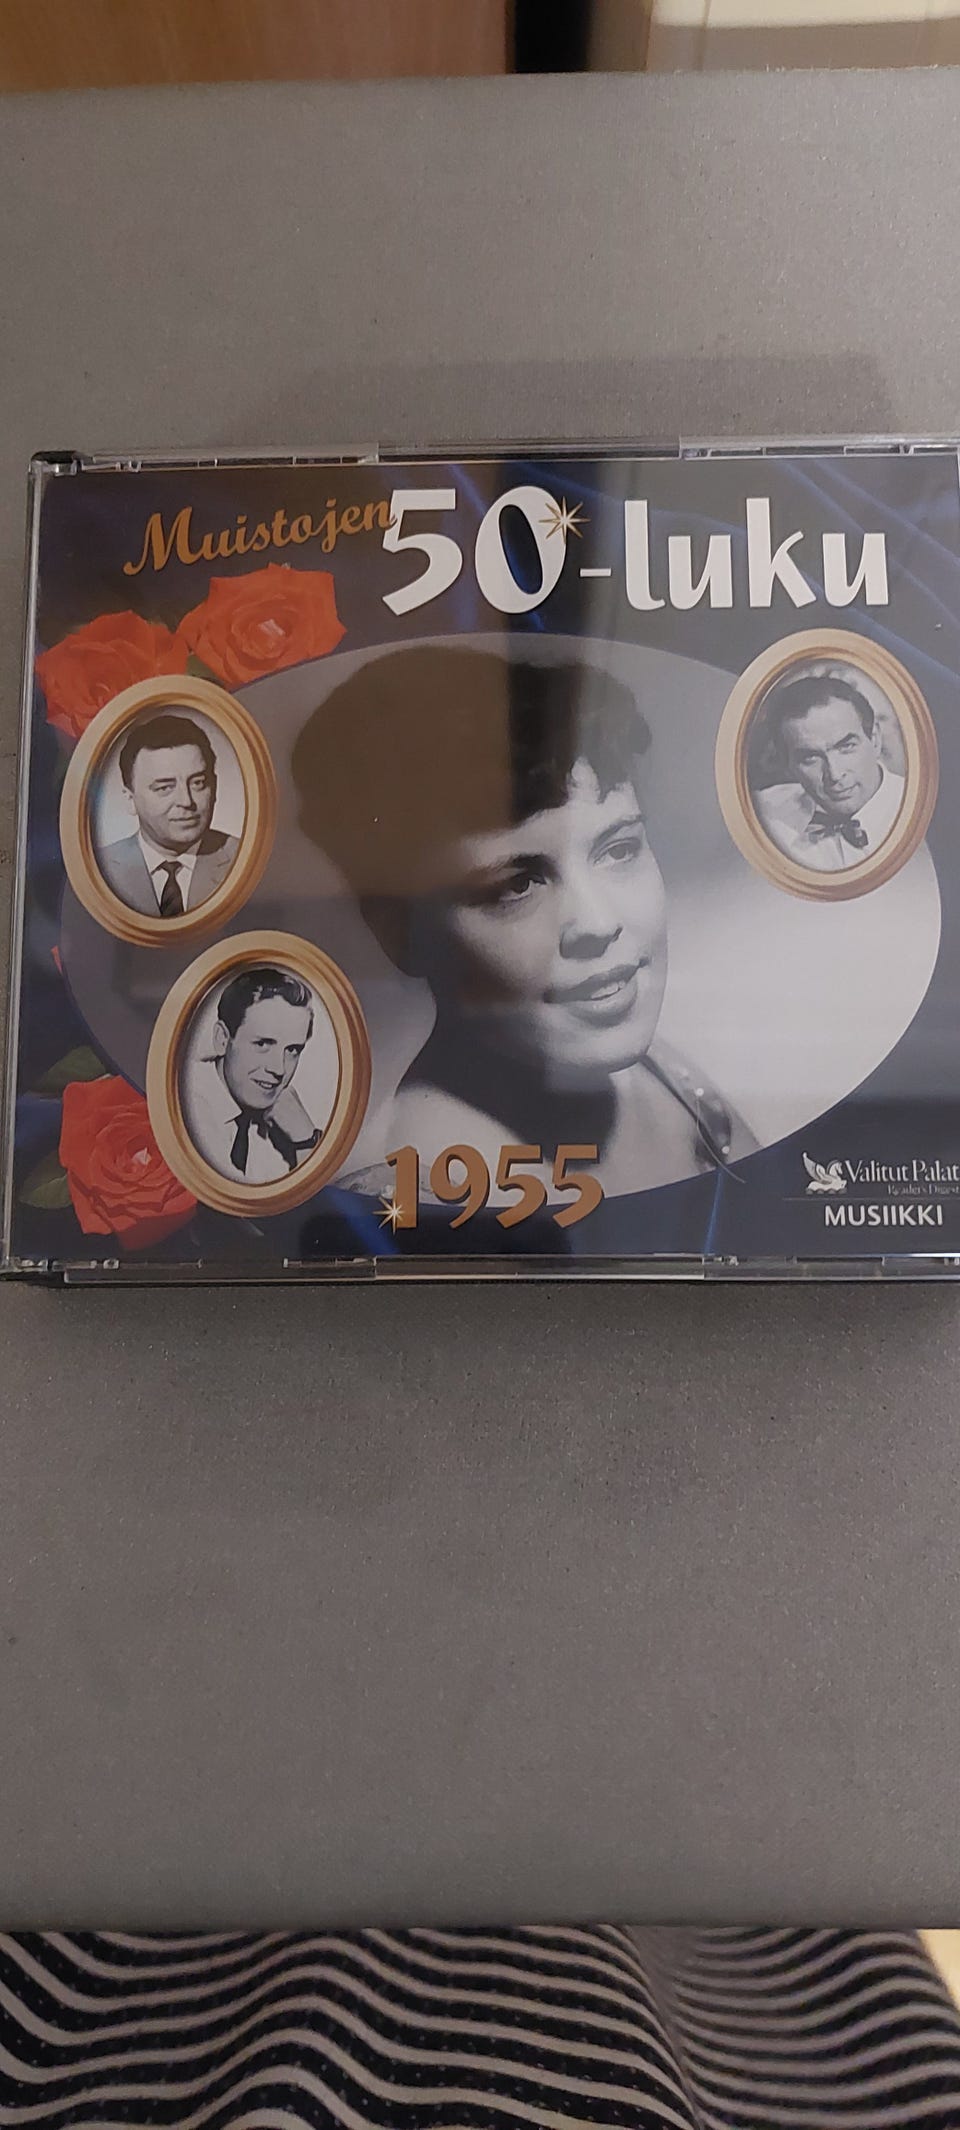 Muistojen
50-luku
1955
Valitut Palat
Reader's Digest
MUSIIKKI